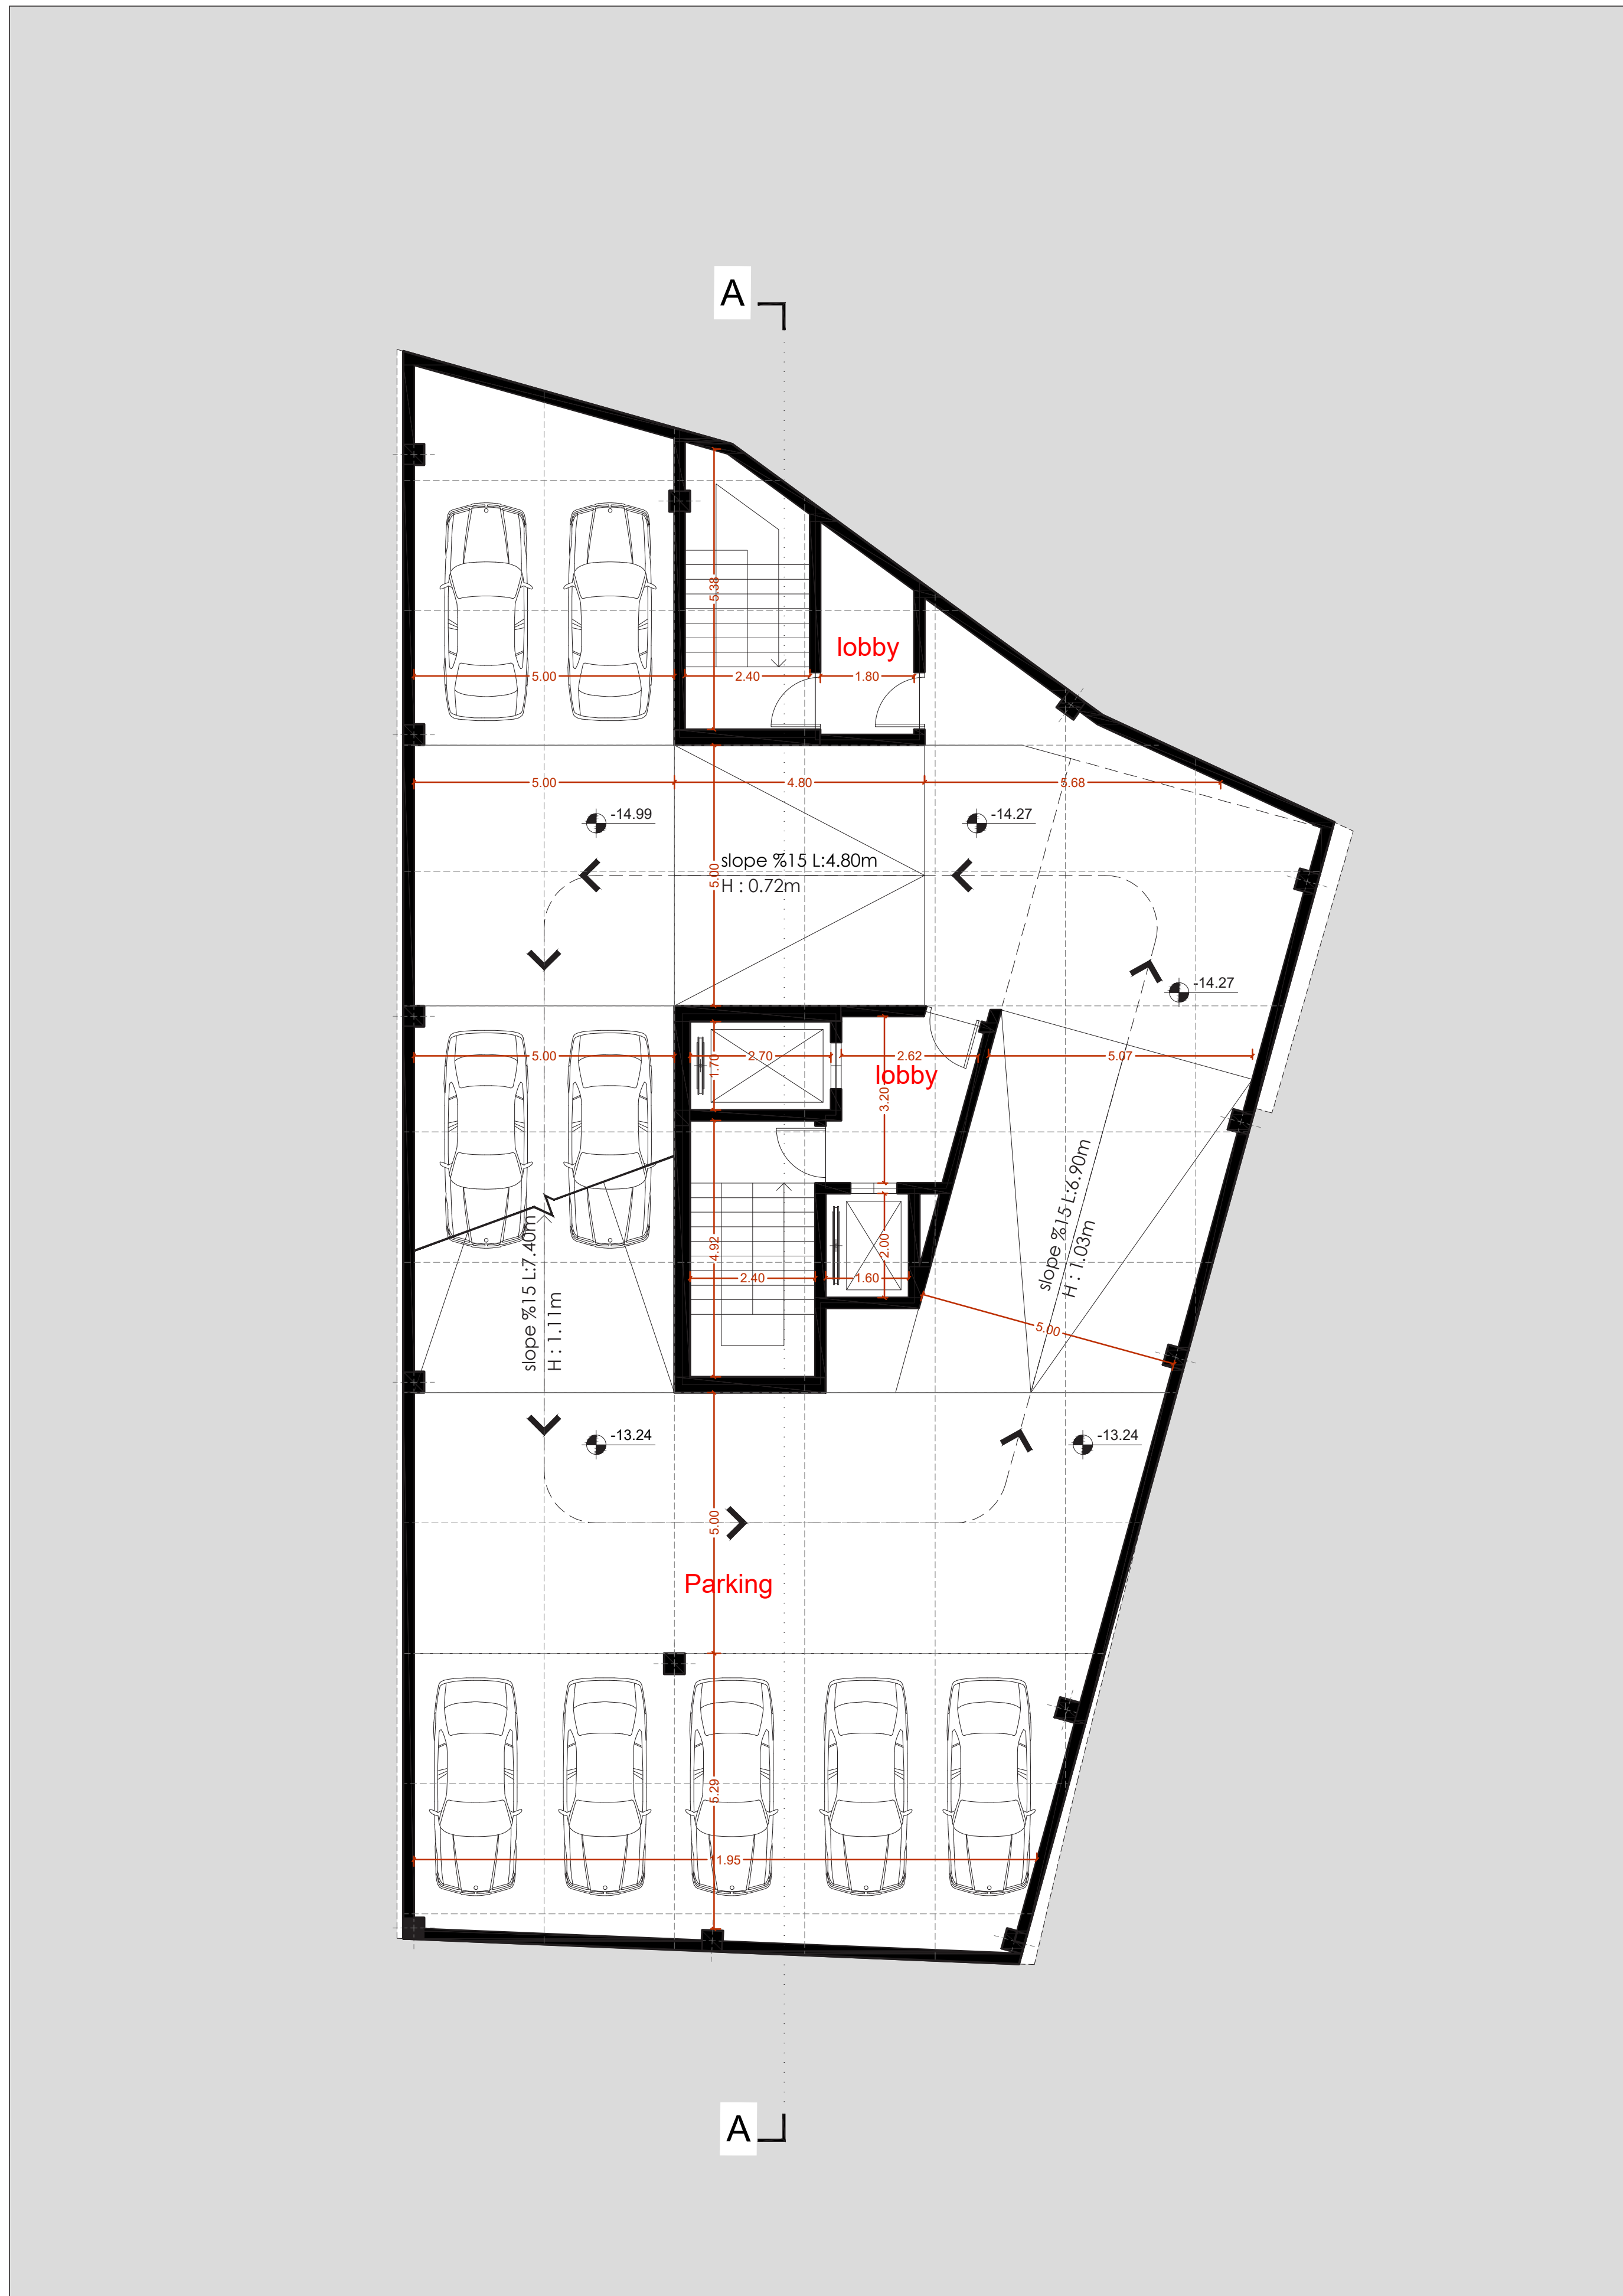 A
5.38
lobby
5.00
2.40
1.80
5.00
4.80
5.68
-14.99
-14.27
slope %15 L:4.80m
5.00
H : 0.72m
-14.27
5.00
1.70
2.70
2.62
5.07
lobby
3.20
slope %15 L:6.90m
H : 1.03m
slope %15 L:7.40m
H : 1.11m
4.92
2.00
2.40
1.60
5.00
-13.24
-13.24
5.00
Parking
5.29
11.95
A